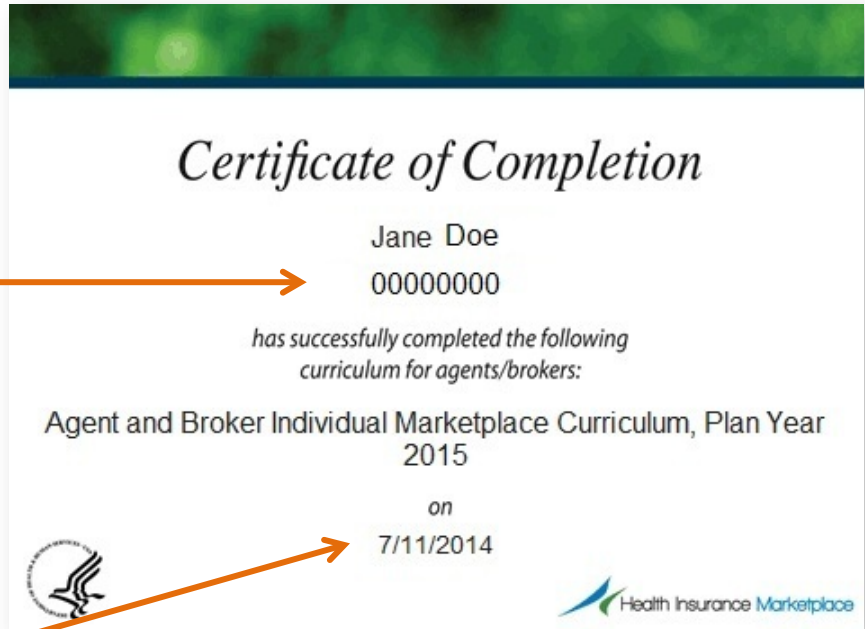 Certificate of Completion
Jane Doe
00000000
has successfully completed the following
curriculum for agents/brokers:
Agent and Broker Individual Marketplace Curriculum, Plan Year
2015
on
7/11/2014
Health Insurance Marketplace